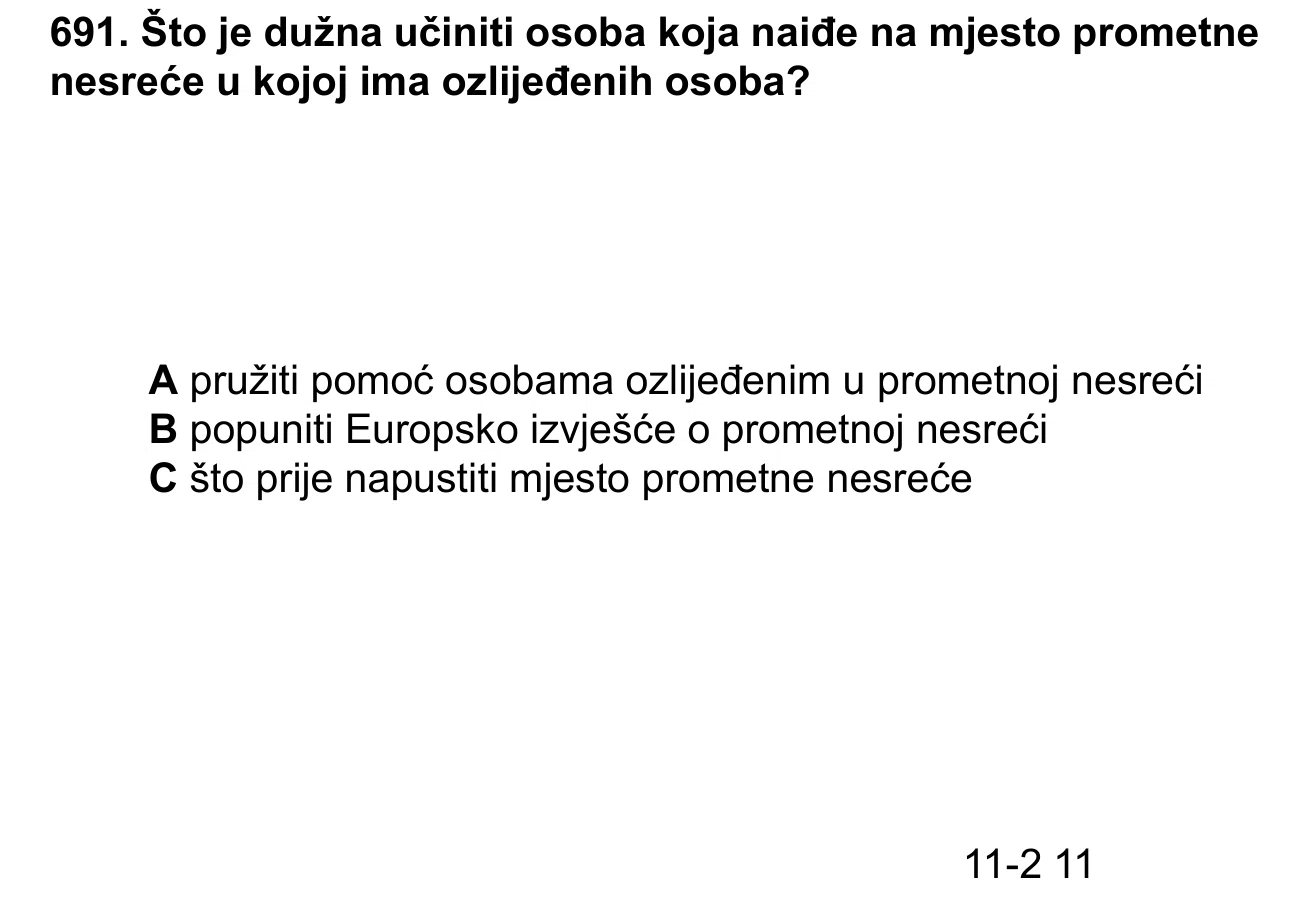 691. Što je dužna učiniti osoba koja naiđe na mjesto prometne
nesreće u kojoj ima ozlijeđenih osoba?
A pružiti pomoć osobama ozlijeđenim u prometnoj nesreći
B popuniti Europsko izvješće o prometnoj nesreći
C što prije napustiti mjesto prometne nesreće
11-2 11